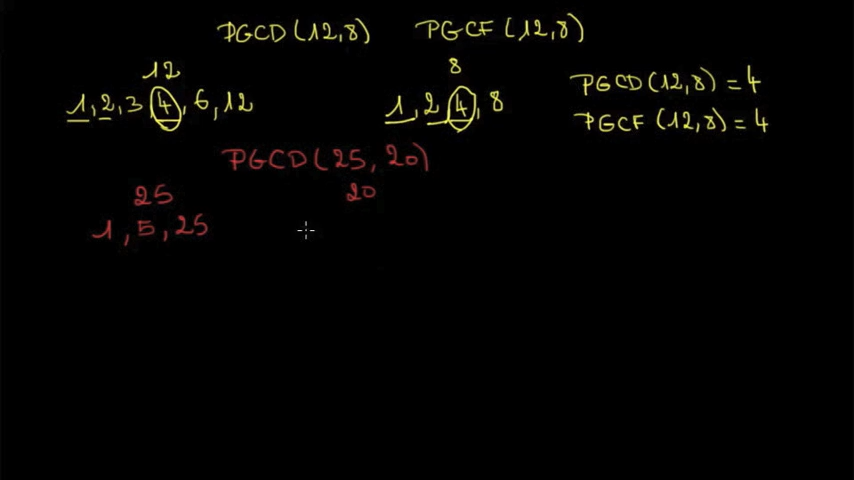 PGCD(12,8) PGCF(12,8)
12 8
1,2,3 4,6,12 1,2,4,8
PGCD(12,8) = 4
PGCF(12,8) = 4
PGCD(25,20)
25 20
1,5,25